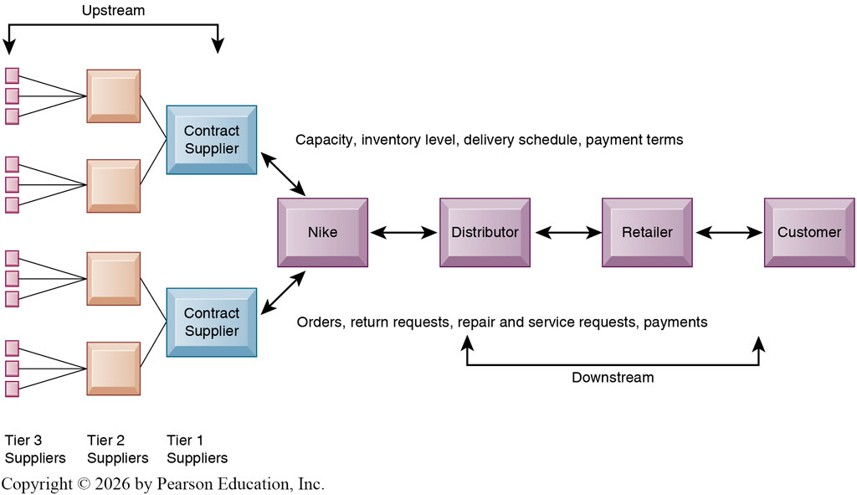 Upstream
Contract
Supplier
Capacity, inventory level, delivery schedule, payment terms
Nike
Distributor
Retailer
Customer
Contract
Supplier
Orders, return requests, repair and service requests, payments
Downstream
Tier 3
Suppliers
Tier 2
Suppliers
Tier 1
Suppliers
Copyright © 2026 by Pearson Education, Inc.